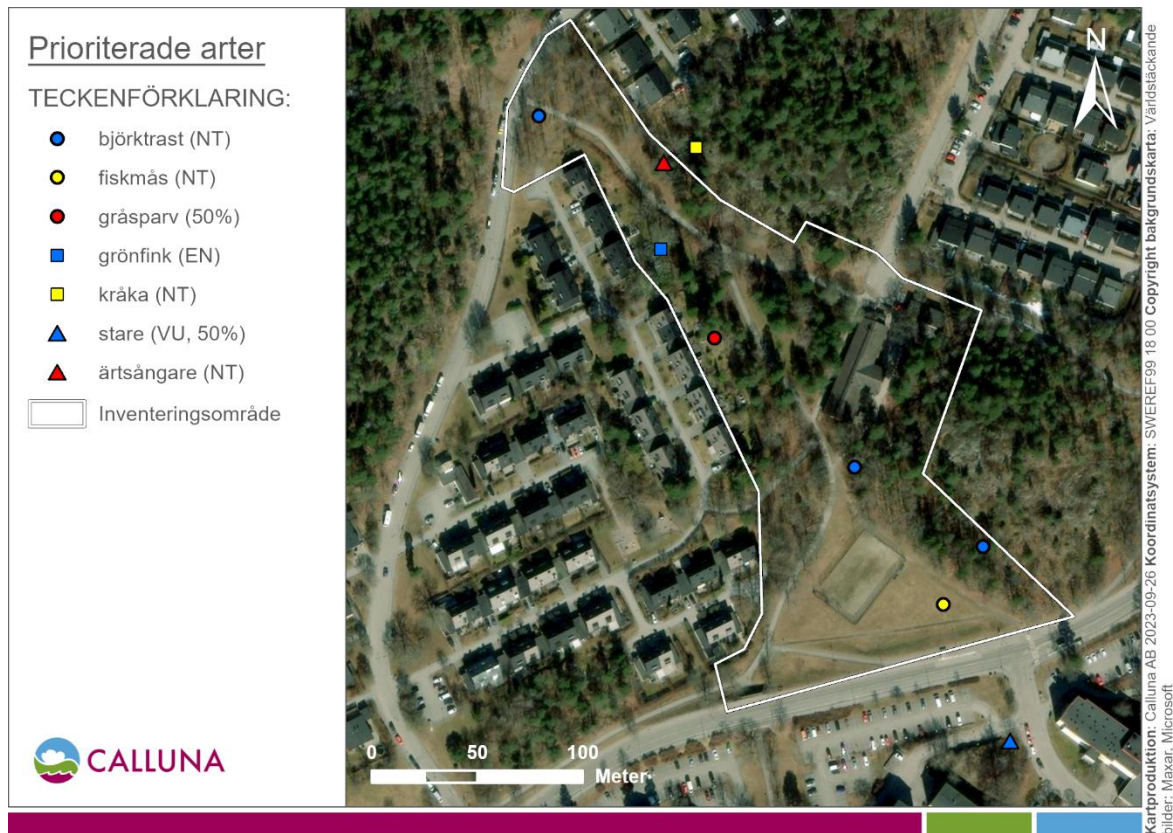 Prioriterade arter
TECKENFÖRKLARING:
björktrast (NT)
fiskmås (NT)
gråsparv (50%)
grönfink (EN)
kråka (NT)
stare (VU, 50%)
ärtsångare (NT)
Inventeringsområde
CALLUNA
N
0 50 100
Meter
Kartproduktion: Calluna AB 2023-09-26 Koordinatsystem: SWEREF99 18 00 Copyright bakgrundskarta: Världstäckande
bilder: Maxar, Microsoft